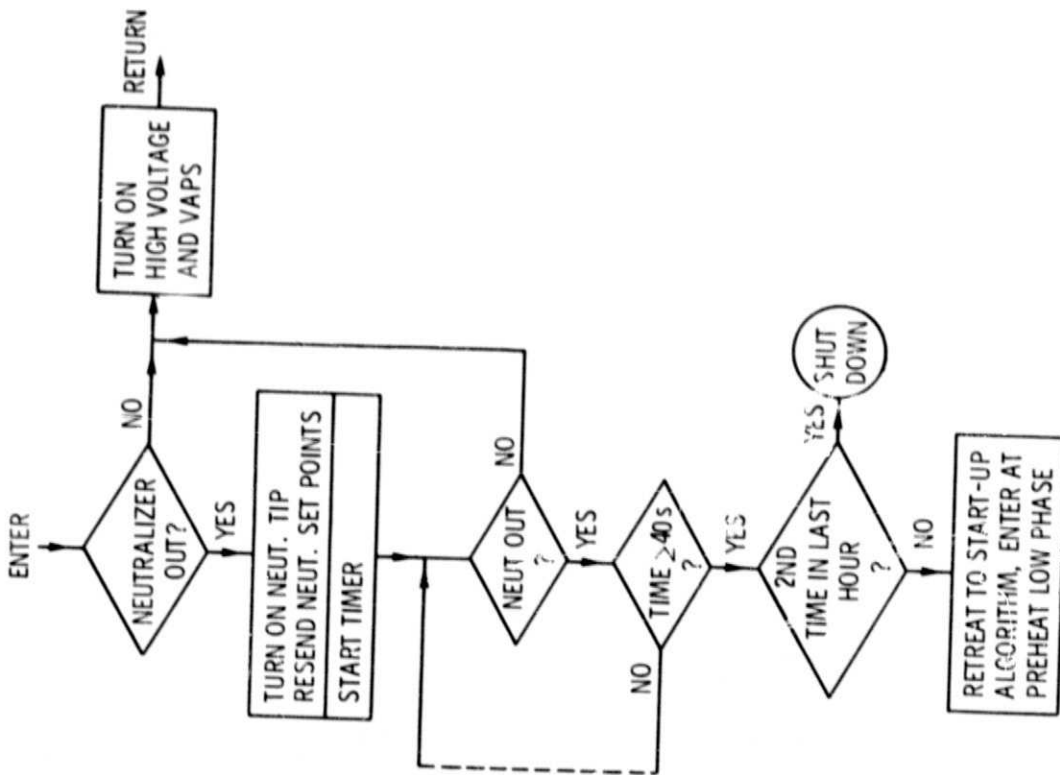 ENTER
NEUTRALIZER
OUT?
NO
TURN ON
HIGH VOLTAGE
AND VAPS
RETURN
YES
TURN ON NEUT. TIP
RESEND NEUT. SET POINTS
START TIMER
NEUT OUT
?
NO
YES
TIME ≥40 s
?
NO
YES
2ND
TIME IN LAST
HOUR
?
YES
SHUT
DOWN
NO
RETREAT TO START-UP
ALGORITHM, ENTER AT
PREHEAT LOW PHASE